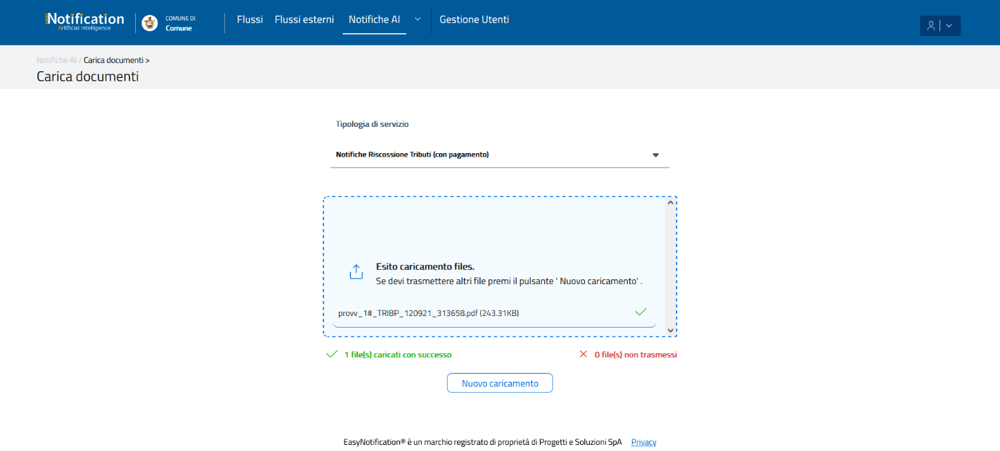 EasyNotification
Artificial Intelligence
COMUNE DI
Comune
Flussi
Flussi esterni
Notifiche AI
Gestione Utenti
Notifiche AI / Carica documenti >
Carica documenti
Tipologia di servizio
Notifiche Riscossione Tributi (con pagamento)
Esito caricamento files.
Se devi trasmettere altri file premi il pulsante ' Nuovo caricamento' .
provv_1#_TRIBP_120921_313658.pdf (243.31KB)
1 file(s) caricati con successo
0 file(s) non trasmessi
Nuovo caricamento
EasyNotification® è un marchio registrato di proprietà di Progetti e Soluzioni SpA Privacy